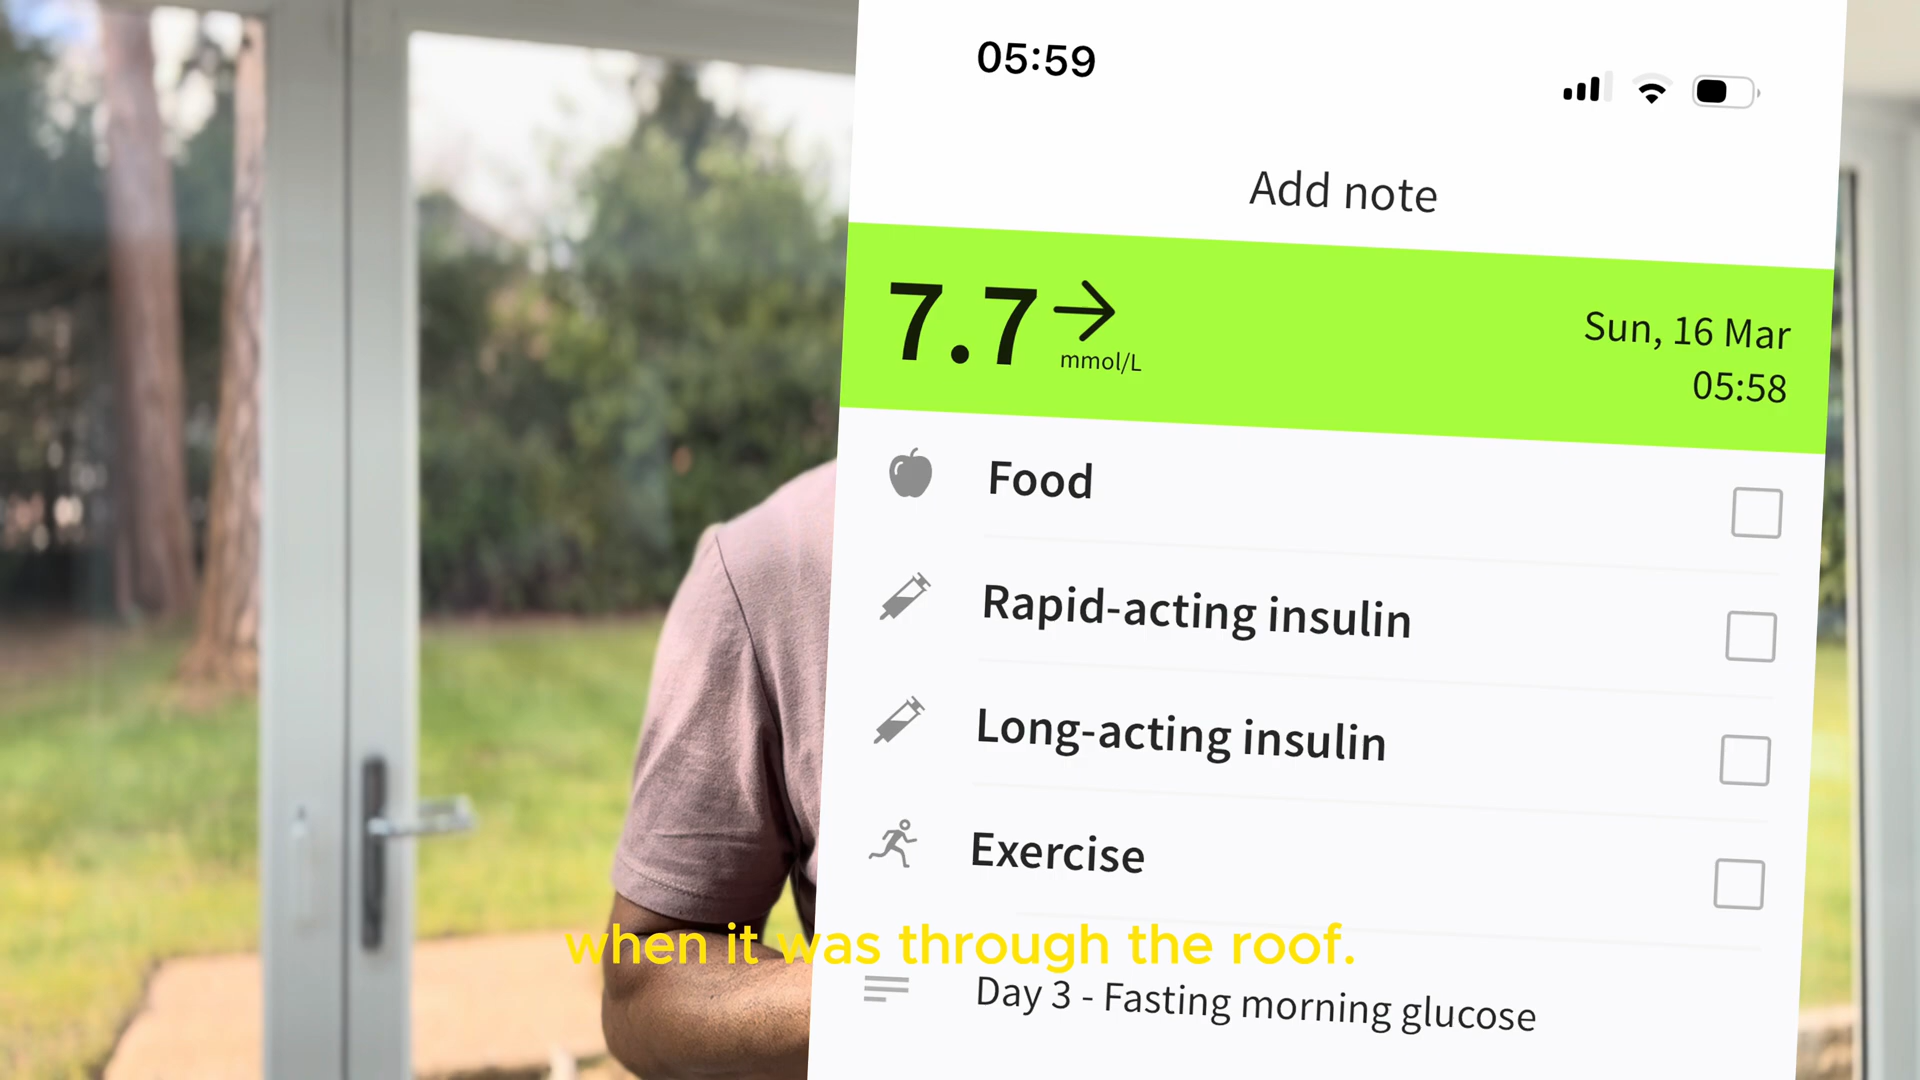 05:59
Add note
7.7 →
mmol/L
Sun, 16 Mar
05:58
Food
Rapid-acting insulin
Long-acting insulin
Exercise
when it was through the roof.
Day 3 - Fasting morning glucose